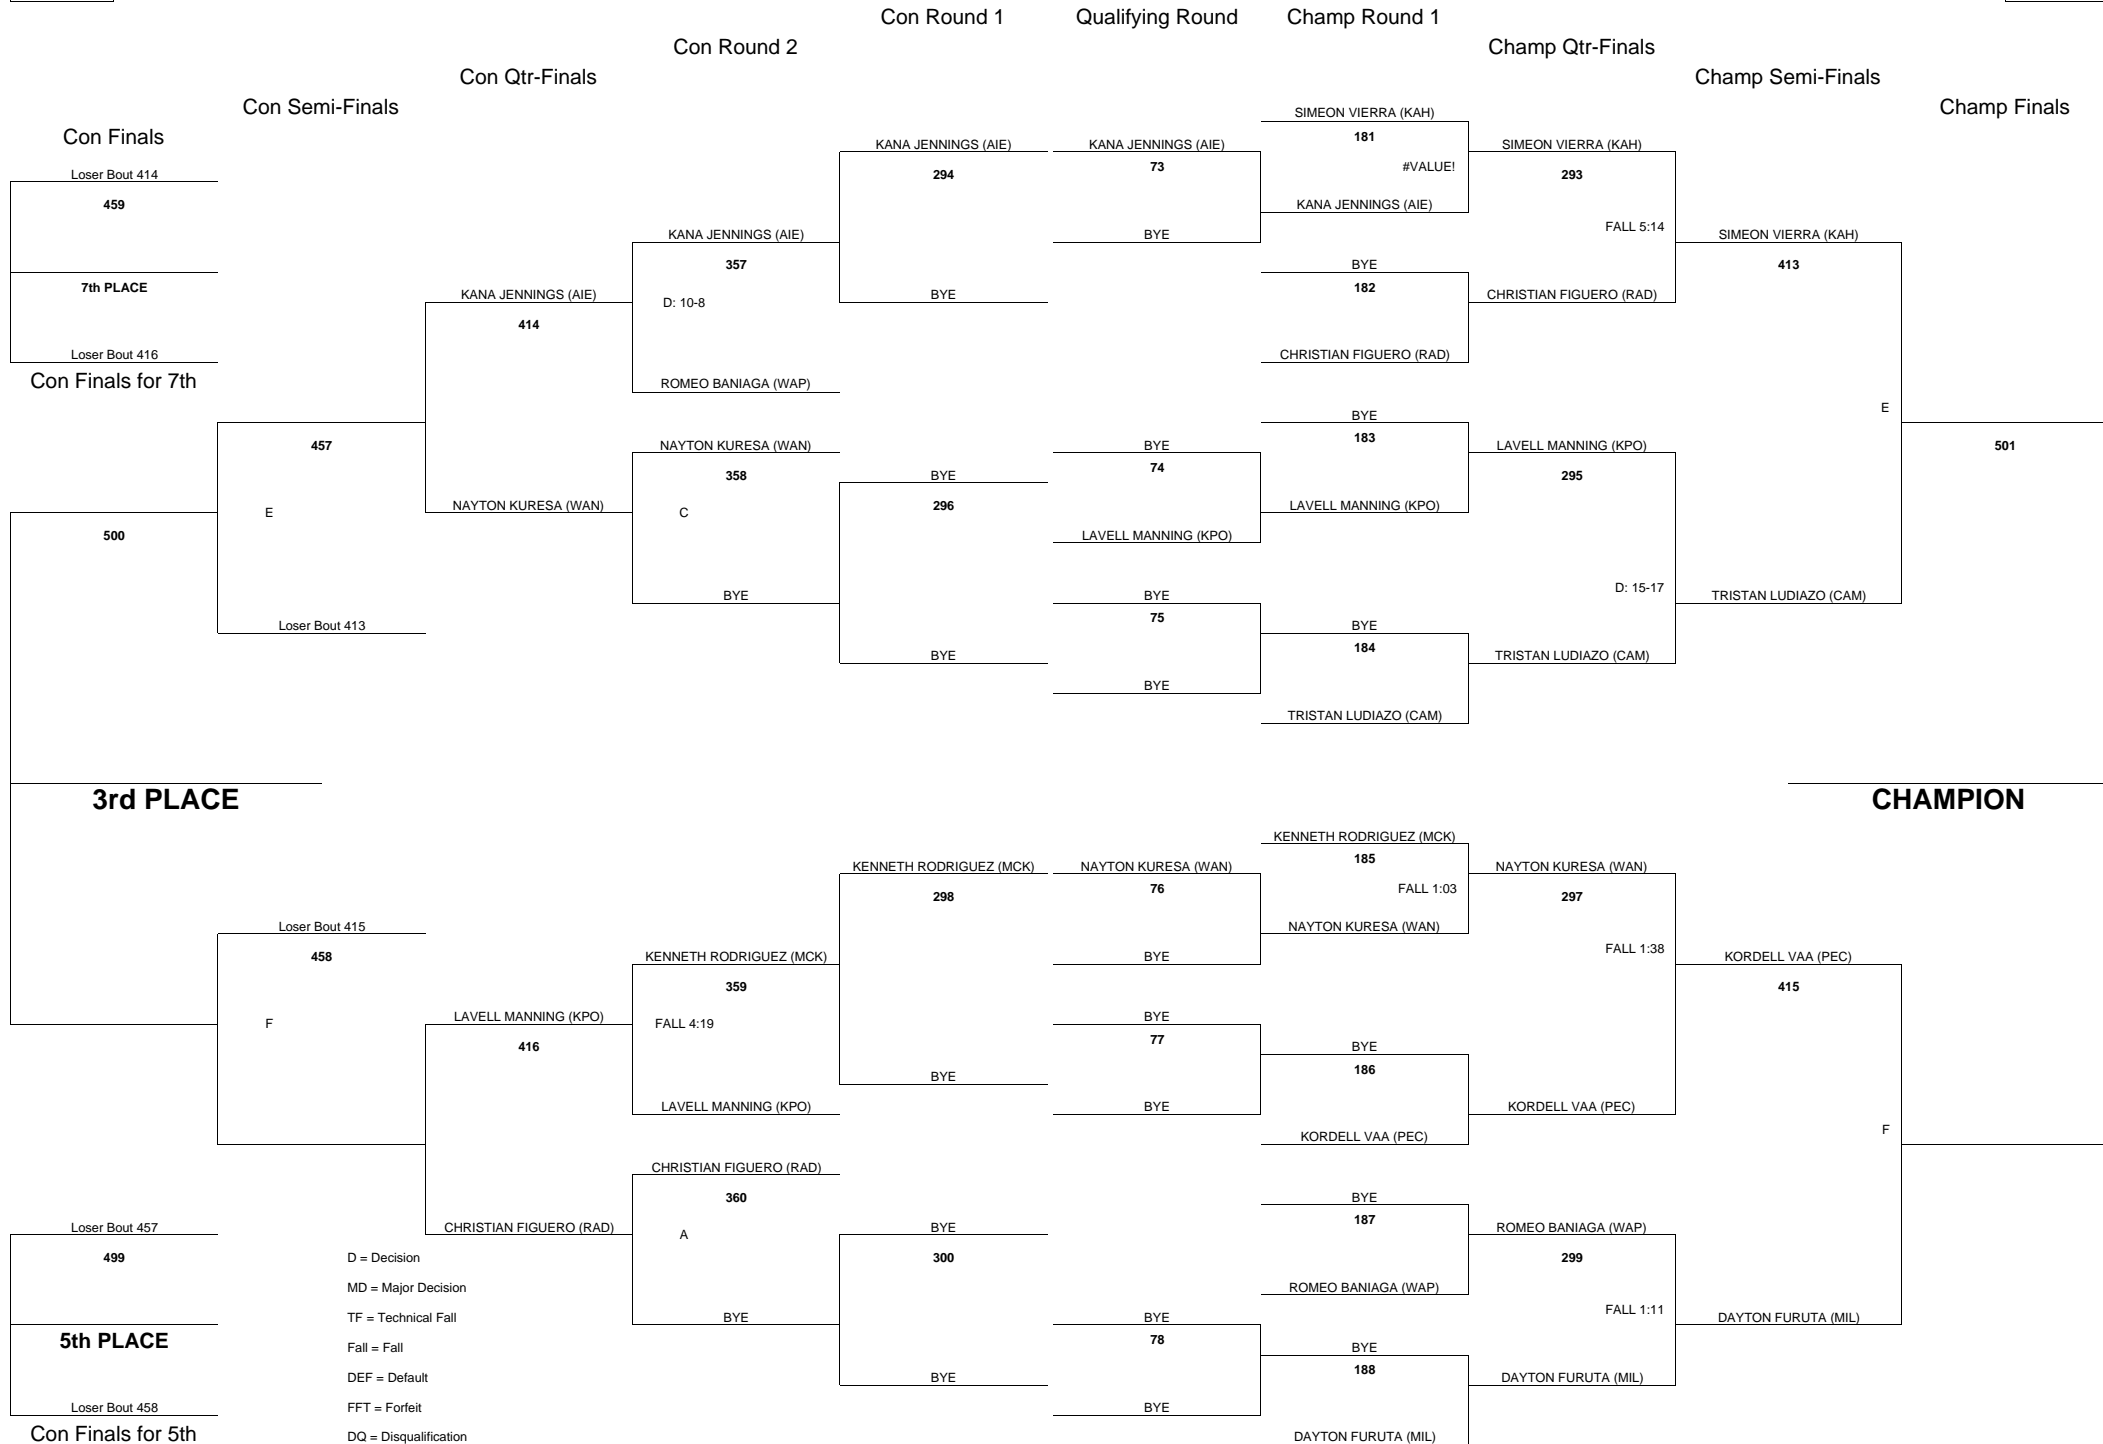 Con Round 1
Qualifying Round
Champ Round 1
Con Round 2
Champ Qtr-Finals
Con Qtr-Finals
Champ Semi-Finals
Con Semi-Finals
Champ Finals
Con Finals
Loser Bout 414
459
7th PLACE
Loser Bout 416
Con Finals for 7th
500
3rd PLACE
Loser Bout 457
499
5th PLACE
Loser Bout 458
Con Finals for 5th
457
E
Loser Bout 413
Loser Bout 415
458
F
D = Decision
MD = Major Decision
TF = Technical Fall
Fall = Fall
DEF = Default
FFT = Forfeit
DQ = Disqualification
KANA JENNINGS (AIE)
414
NAYTON KURESA (WAN)
LAVELL MANNING (KPO)
416
CHRISTIAN FIGUERO (RAD)
KANA JENNINGS (AIE)
357
D: 10-8
ROMEO BANIAGA (WAP)
NAYTON KURESA (WAN)
358
C
BYE
KENNETH RODRIGUEZ (MCK)
359
FALL 4:19
LAVELL MANNING (KPO)
CHRISTIAN FIGUERO (RAD)
360
A
BYE
KANA JENNINGS (AIE)
294
BYE
BYE
296
BYE
KENNETH RODRIGUEZ (MCK)
298
BYE
BYE
300
BYE
KANA JENNINGS (AIE)
73
BYE
BYE
74
LAVELL MANNING (KPO)
BYE
75
BYE
NAYTON KURESA (WAN)
76
BYE
BYE
77
BYE
BYE
78
BYE
SIMEON VIERRA (KAH)
181
#VALUE!
KANA JENNINGS (AIE)
BYE
182
CHRISTIAN FIGUERO (RAD)
BYE
183
LAVELL MANNING (KPO)
BYE
184
TRISTAN LUDIAZO (CAM)
KENNETH RODRIGUEZ (MCK)
185
FALL 1:03
NAYTON KURESA (WAN)
BYE
186
KORDELL VAA (PEC)
BYE
187
ROMEO BANIAGA (WAP)
BYE
188
DAYTON FURUTA (MIL)
SIMEON VIERRA (KAH)
293
FALL 5:14
CHRISTIAN FIGUERO (RAD)
LAVELL MANNING (KPO)
295
D: 15-17
TRISTAN LUDIAZO (CAM)
NAYTON KURESA (WAN)
297
FALL 1:38
KORDELL VAA (PEC)
ROMEO BANIAGA (WAP)
299
FALL 1:11
DAYTON FURUTA (MIL)
SIMEON VIERRA (KAH)
413
E
TRISTAN LUDIAZO (CAM)
KORDELL VAA (PEC)
415
F
DAYTON FURUTA (MIL)
501
CHAMPION